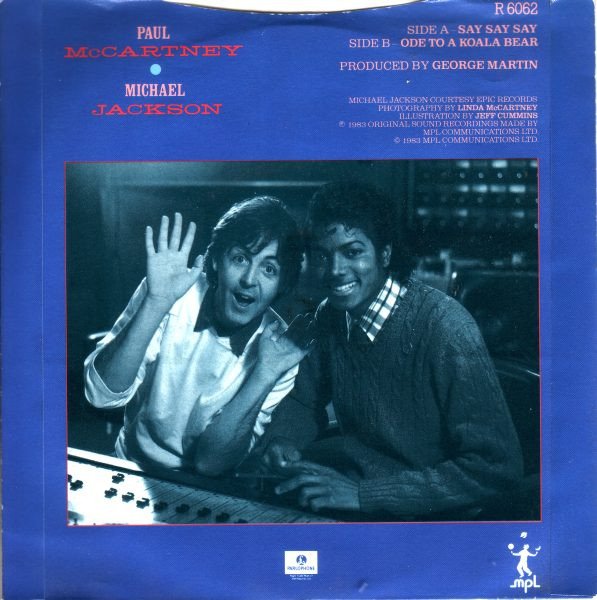 R 6062
PAUL
McCARTNEY
MICHAEL
JACKSON
SIDE A – SAY SAY SAY
SIDE B – ODE TO A KOALA BEAR
PRODUCED BY GEORGE MARTIN
MICHAEL JACKSON COURTESY EPIC RECORDS
PHOTOGRAPHY BY LINDA McCARTNEY
ILLUSTRATION BY JEFF CUMMINS
℗ 1983 ORIGINAL SOUND RECORDINGS MADE BY
MPL COMMUNICATIONS LTD.
© 1983 MPL COMMUNICATIONS LTD.
PARLOPHONE
mpl